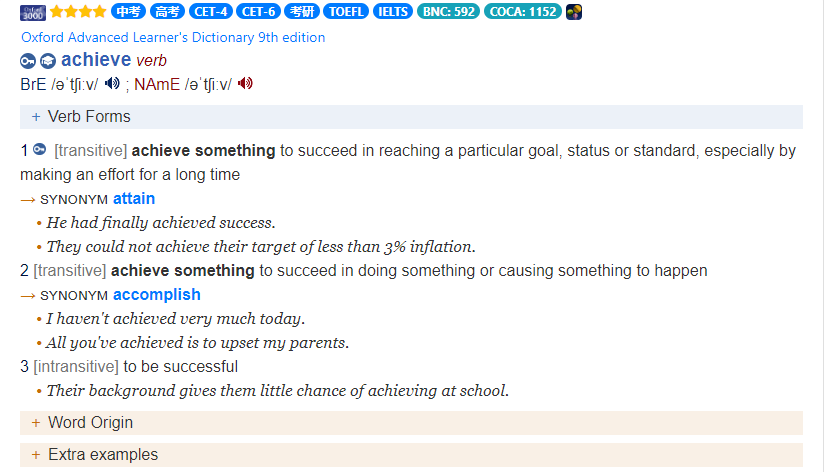 Oxford 3000 中考 高考 CET-4 CET-6 考研 TOEFL IELTS BNC: 592 COCA: 1152
Oxford Advanced Learner's Dictionary 9th edition
achieve verb
BrE /əˈtʃiːv/ ; NAmE /əˈtʃiːv/
+ Verb Forms
1 [transitive] achieve something to succeed in reaching a particular goal, status or standard, especially by
making an effort for a long time
→ SYNONYM attain
• He had finally achieved success.
• They could not achieve their target of less than 3% inflation.
2 [transitive] achieve something to succeed in doing something or causing something to happen
→ SYNONYM accomplish
• I haven't achieved very much today.
• All you've achieved is to upset my parents.
3 [intransitive] to be successful
• Their background gives them little chance of achieving at school.
+ Word Origin
+ Extra examples